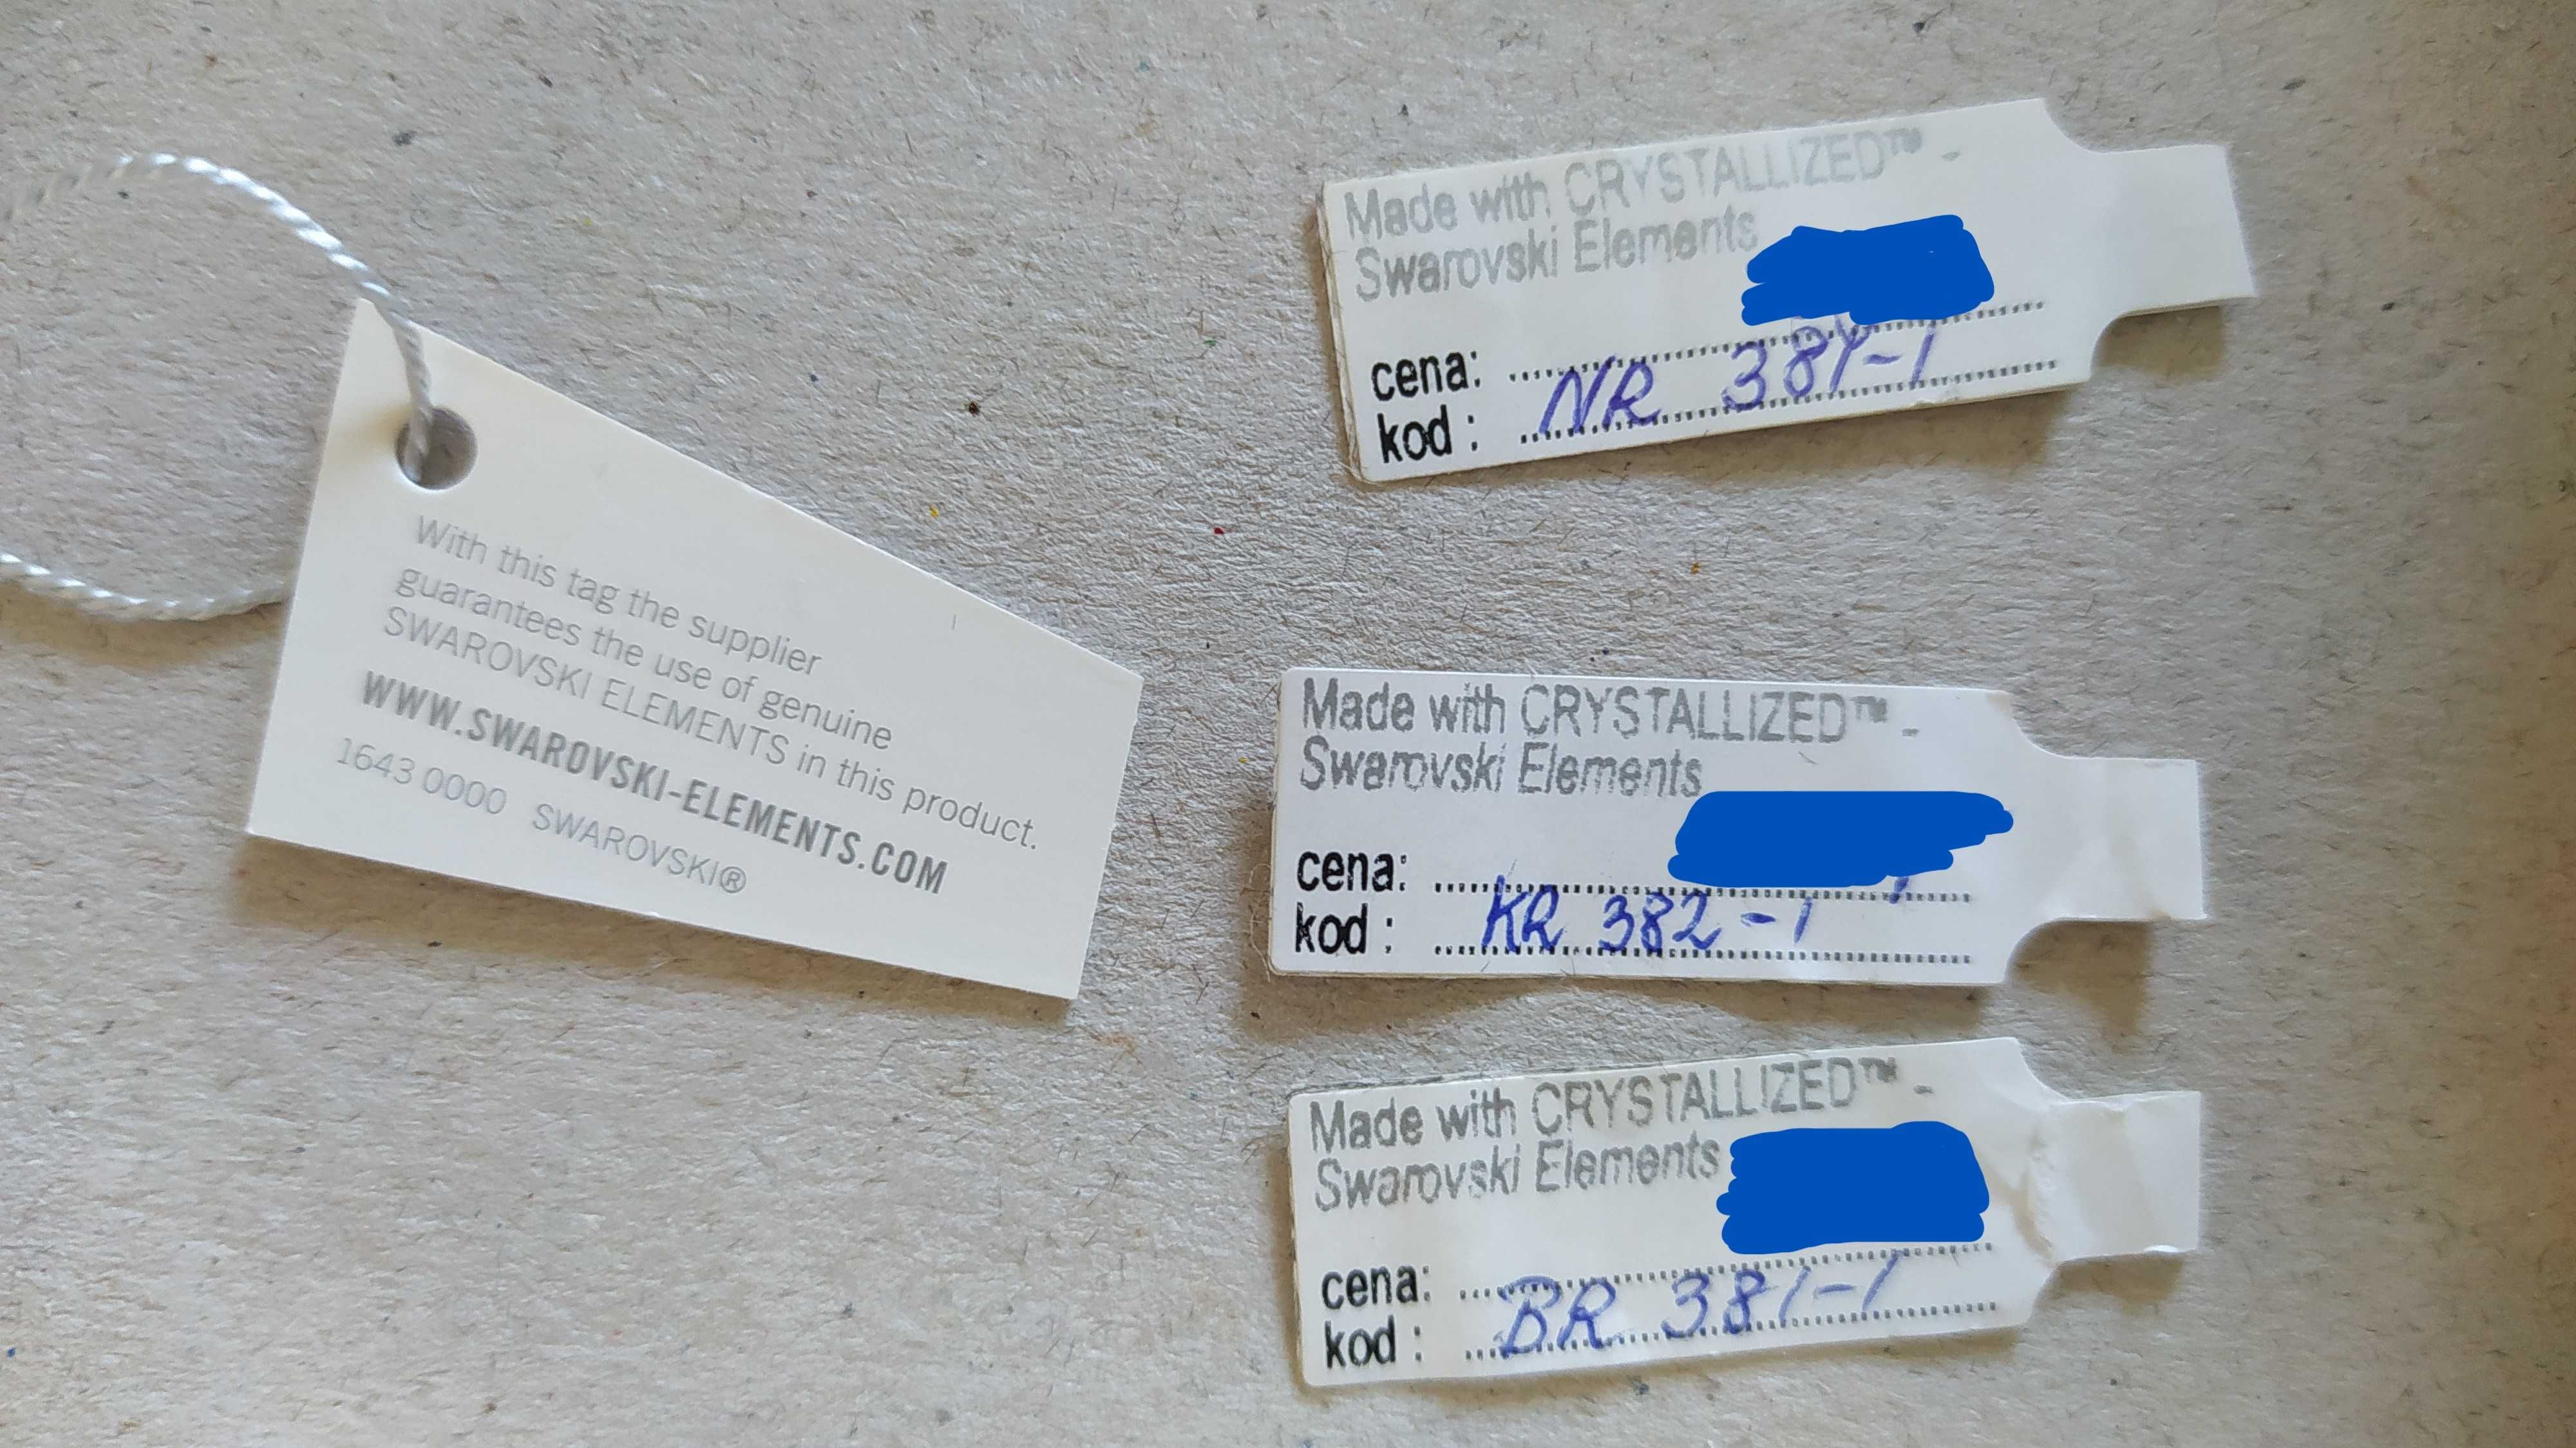 With this tag the supplier
guarantees the use of genuine
SWAROVSKI ELEMENTS in this product.
WWW.SWAROVSKI-ELEMENTS.COM
1643 0000 SWAROVSKI®
Made with CRYSTALLIZED™ -
Swarovski Elements
cena:
kod : NR 384-1
Made with CRYSTALLIZED™ -
Swarovski Elements
cena:
kod : KR 382-1
Made with CRYSTALLIZED™ -
Swarovski Elements
cena:
kod : BR 381-1